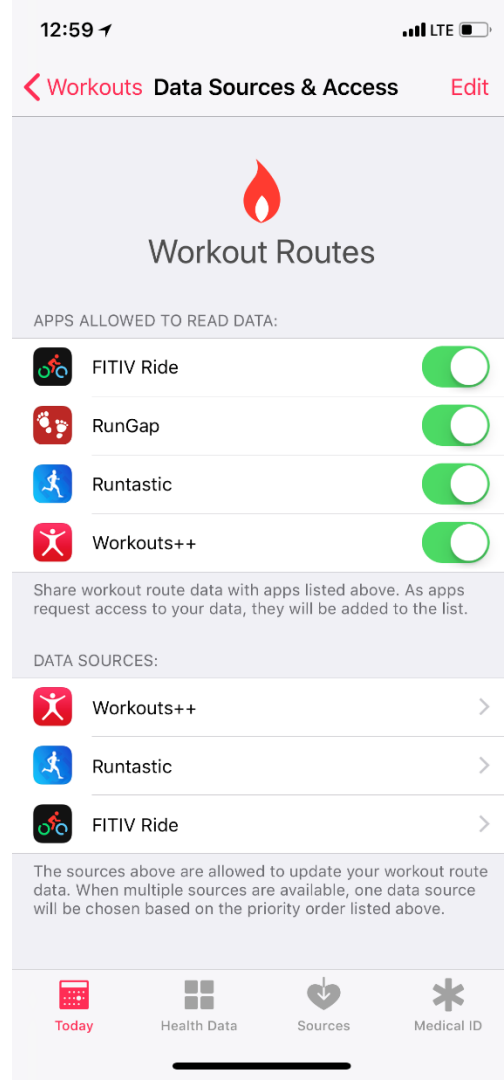 12:59 LTE
Workouts Data Sources & Access Edit
Workout Routes
APPS ALLOWED TO READ DATA:
FITIV Ride
RunGap
Runtastic
Workouts++
Share workout route data with apps listed above. As apps
request access to your data, they will be added to the list.
DATA SOURCES:
Workouts++
Runtastic
FITIV Ride
The sources above are allowed to update your workout route
data. When multiple sources are available, one data source
will be chosen based on the priority order listed above.
Today Health Data Sources Medical ID